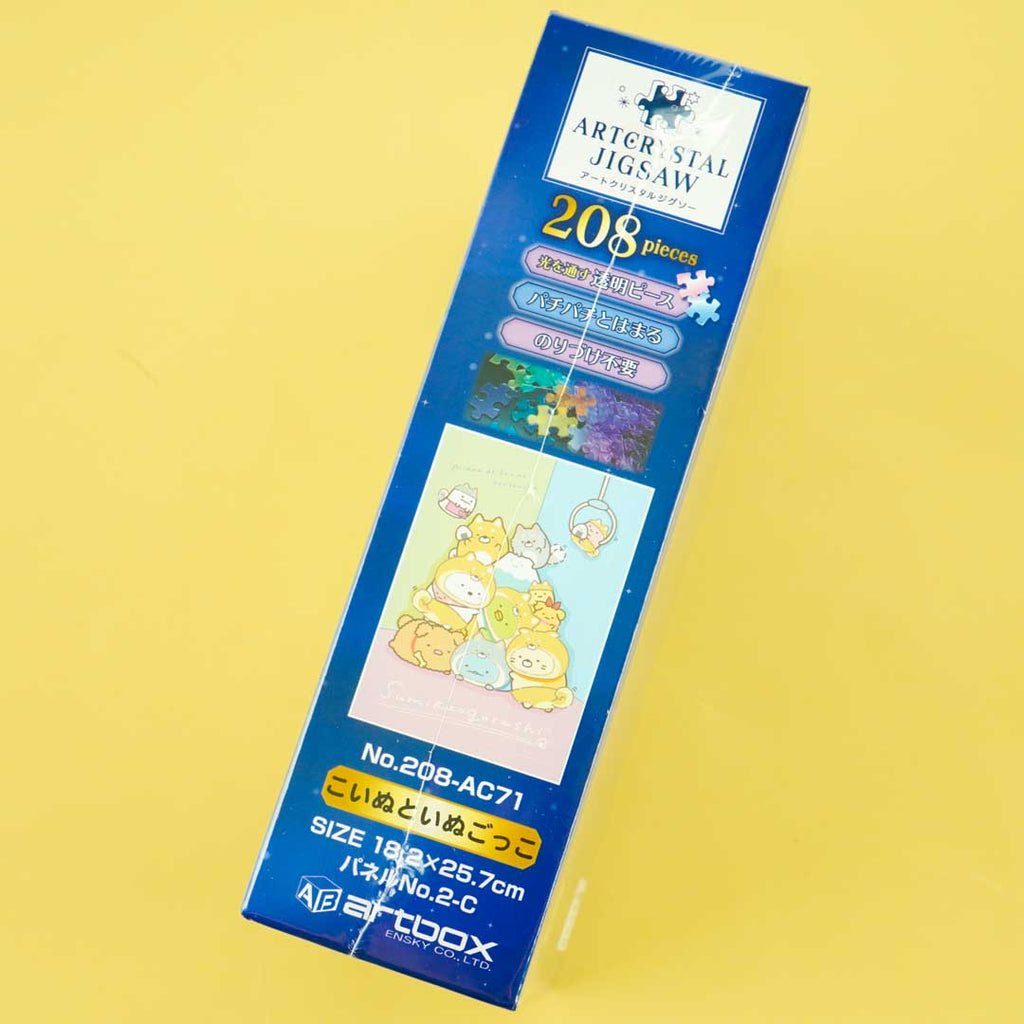 ARTCRYSTAL
JIGSAW
アートクリスタルジグソー
208 pieces
光を通す透明ピース
パチパチとはまる
のりづけ不要
Sumikkogurashi
No.208-AC71
こいぬといぬごっこ
SIZE 18.2×25.7cm
パネルNo.2-C
artbox
ENSKY CO., LTD.